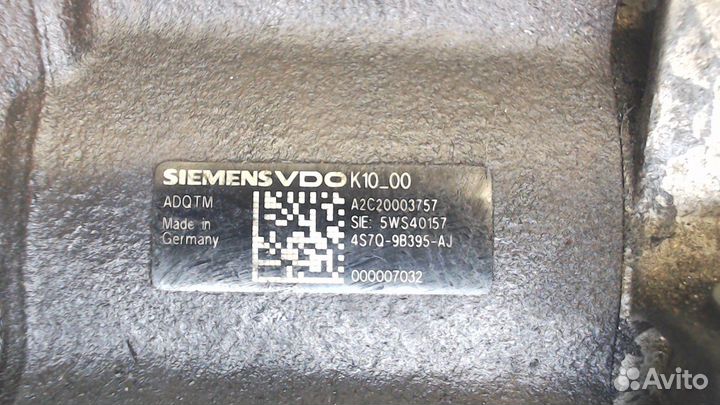 SIEMENS VDO K10_00
ADQTM
A2C20003757
Made in
Germany
SIE: 5WS40157
4S7Q-9B395-AJ
000007032
Avito